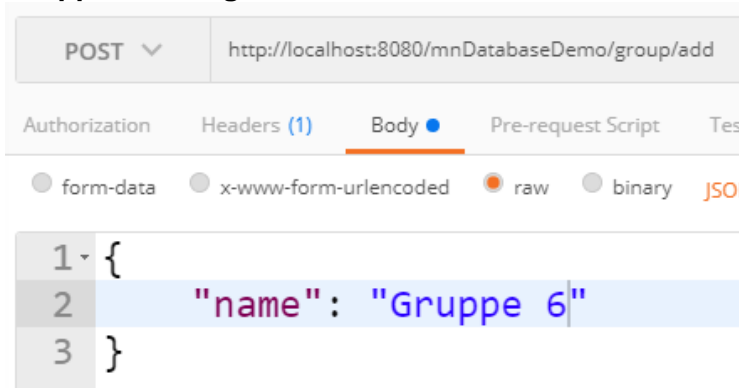 POST http://localhost:8080/mnDatabaseDemo/group/add
Authorization Headers (1) Body Pre-request Script
form-data x-www-form-urlencoded raw binary
1 {
2 "name": "Gruppe 6"
3 }